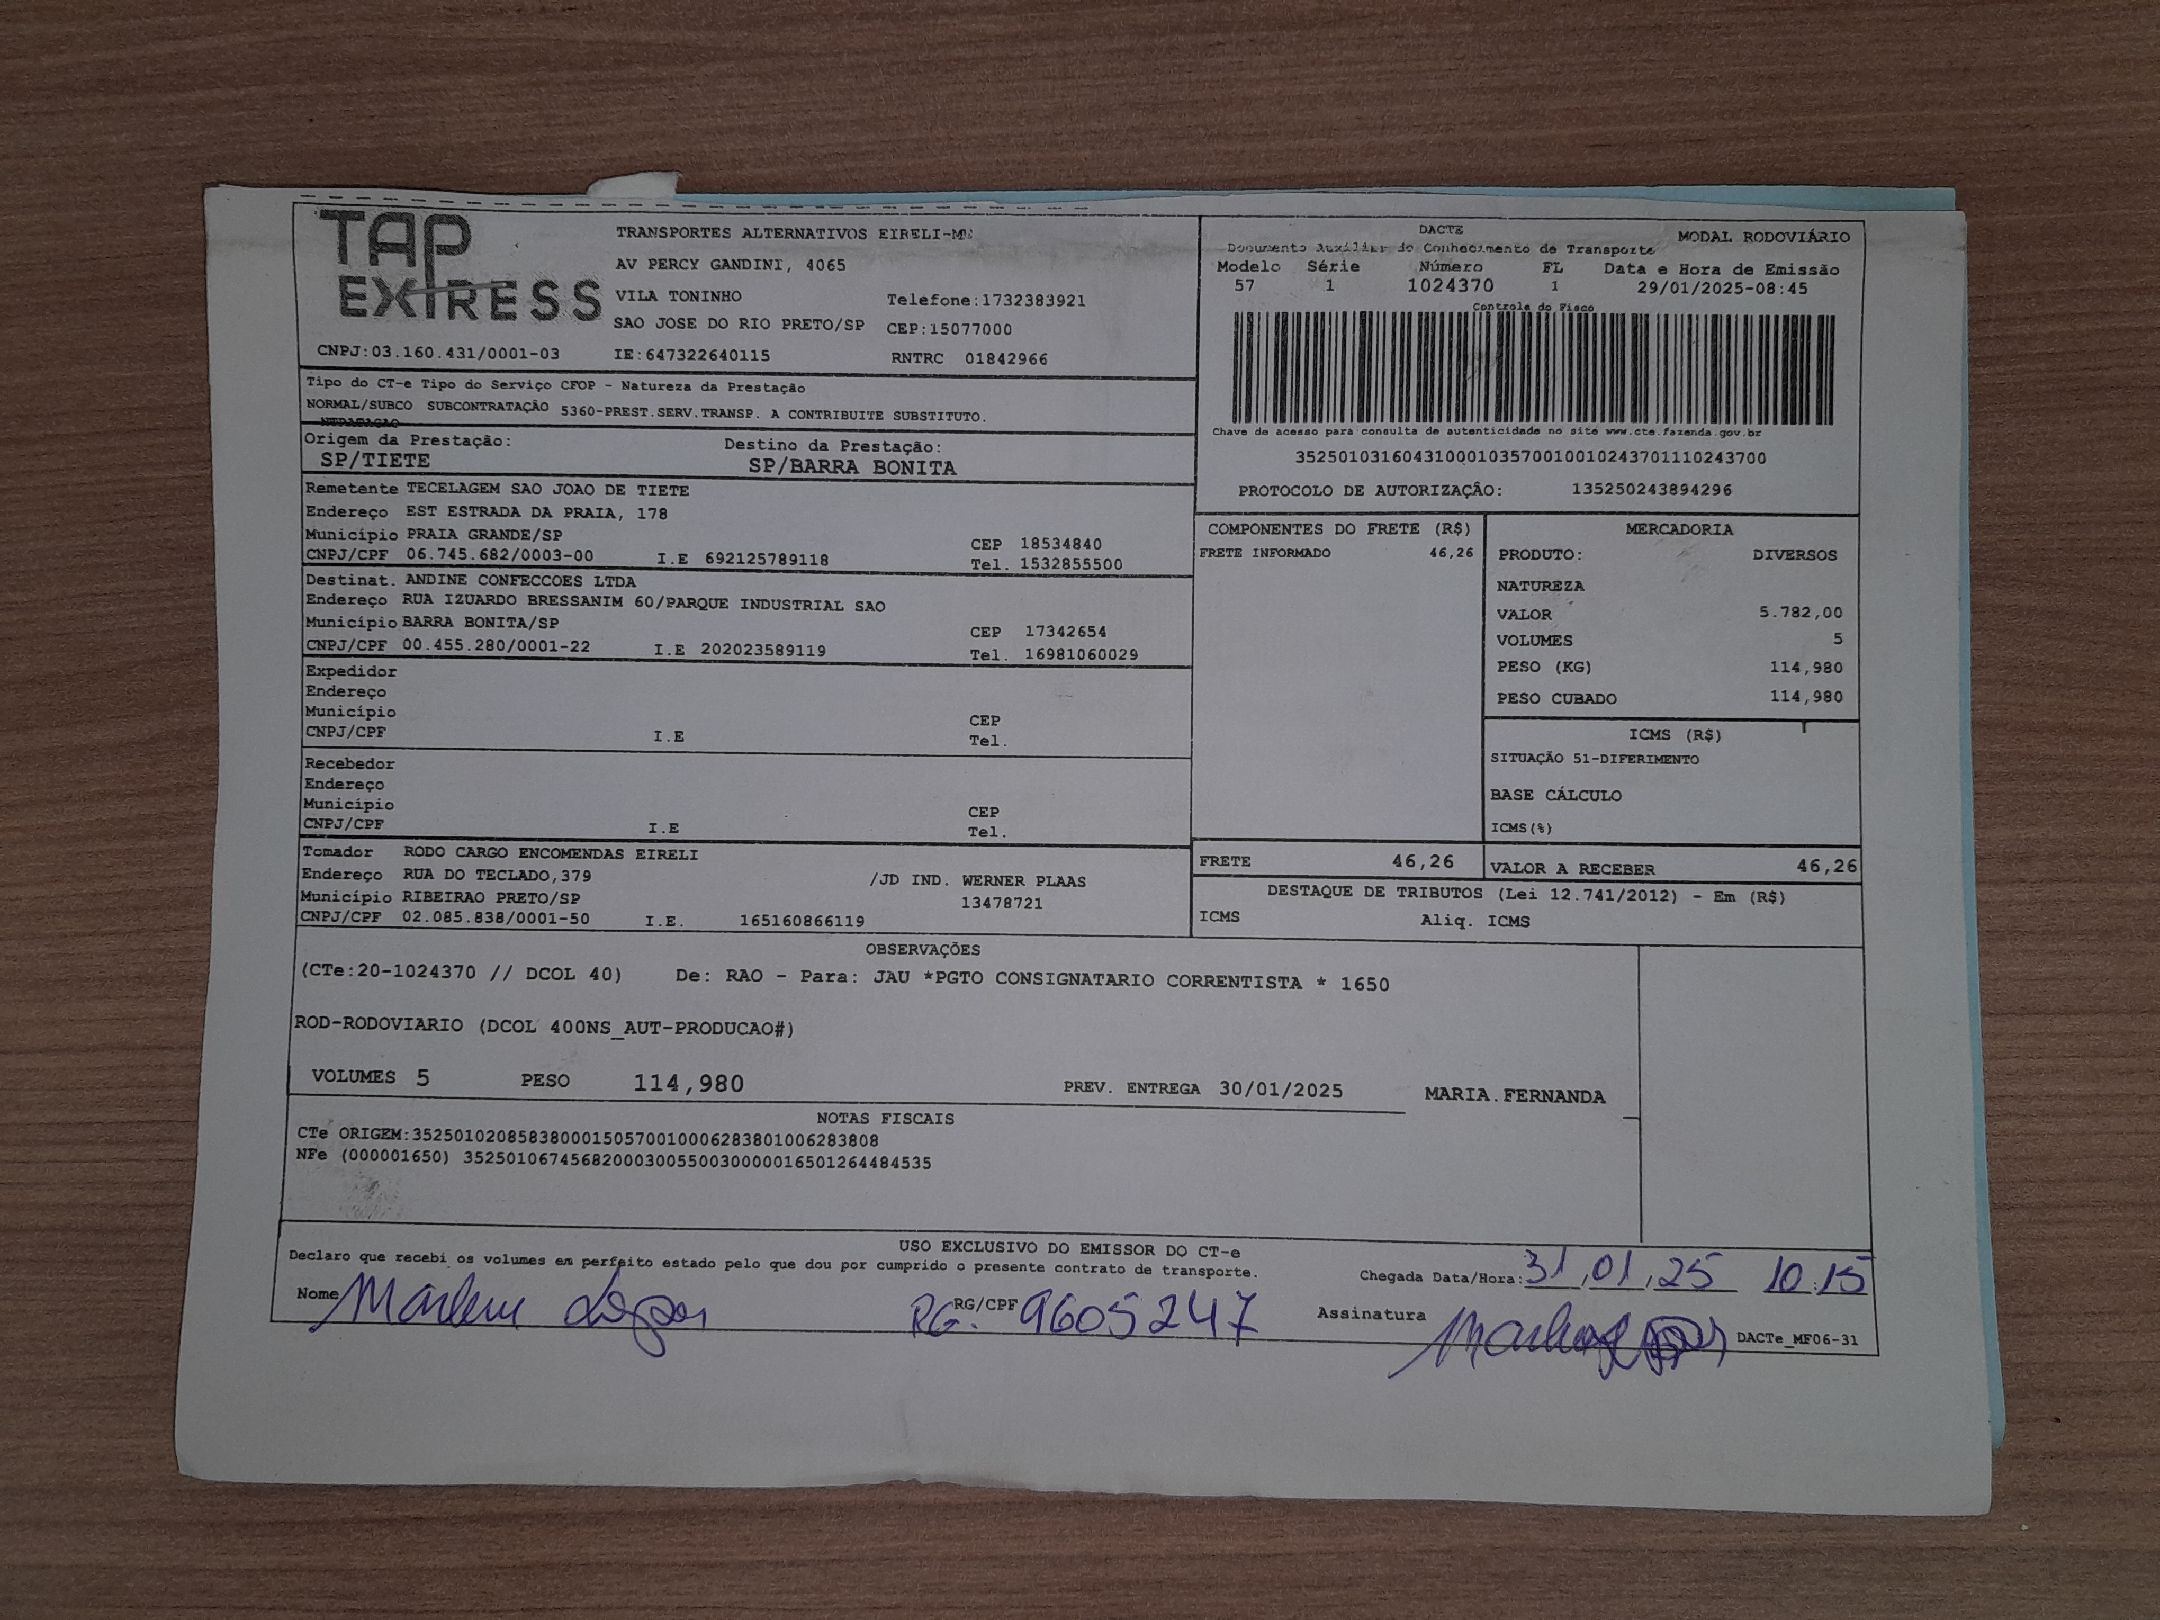 TAP
EXPRESS
TRANSPORTES ALTERNATIVOS EIRELI-ME
AV PERCY GANDINI, 4065
VILA TONINHO Telefone:1732383921
SAO JOSE DO RIO PRETO/SP CEP:15077000
CNPJ:03.160.431/0001-03 IE:647322640115 RNTRC 01842966
DACTE
MODAL RODOVIÁRIO
Documento Auxiliar do Conhecimento de Transporte
Modelo Série Número FL Data e Hora de Emissão
57 1 1024370 1 29/01/2025-08:45
Controle do Fisco
Chave de acesso para consulta de autenticidade no site www.cte.fazenda.gov.br
35250103160431000103570010010243701110243700
PROTOCOLO DE AUTORIZAÇÃO: 135250243894296
Tipo do CT-e Tipo do Serviço CFOP - Natureza da Prestação
NORMAL/SUBCO SUBCONTRATAÇÃO 5360-PREST.SERV.TRANSP. A CONTRIBUITE SUBSTITUTO.
NTRATAÇAO
Origem da Prestação: Destino da Prestação:
SP/TIETE SP/BARRA BONITA
Remetente TECELAGEM SAO JOAO DE TIETE
Endereço EST ESTRADA DA PRAIA, 178
Município PRAIA GRANDE/SP CEP 18534840
CNPJ/CPF 06.745.682/0003-00 I.E 692125789118 Tel. 1532855500
Destinat. ANDINE CONFECCOES LTDA
Endereço RUA IZUARDO BRESSANIM 60/PARQUE INDUSTRIAL SAO
Município BARRA BONITA/SP CEP 17342654
CNPJ/CPF 00.455.280/0001-22 I.E 202023589119 Tel. 16981060029
Expedidor
Endereço
Município CEP
CNPJ/CPF I.E Tel.
Recebedor
Endereço
Município CEP
CNPJ/CPF I.E Tel.
Tomador RODO CARGO ENCOMENDAS EIRELI
Endereço RUA DO TECLADO,379 /JD IND. WERNER PLAAS
Município RIBEIRAO PRETO/SP 13478721
CNPJ/CPF 02.085.838/0001-50 I.E. 165160866119
COMPONENTES DO FRETE (R$)
FRETE INFORMADO 46,26
MERCADORIA
PRODUTO: DIVERSOS
NATUREZA
VALOR 5.782,00
VOLUMES 5
PESO (KG) 114,980
PESO CUBADO 114,980
ICMS (R$)
SITUAÇÃO 51-DIFERIMENTO
BASE CÁLCULO
ICMS(%)
FRETE 46,26 VALOR A RECEBER 46,26
DESTAQUE DE TRIBUTOS (Lei 12.741/2012) - Em (R$)
ICMS Aliq. ICMS
OBSERVAÇÕES
(CTe:20-1024370 // DCOL 40) De: RAO - Para: JAU *PGTO CONSIGNATARIO CORRENTISTA * 1650
ROD-RODOVIARIO (DCOL 400NS_AUT-PRODUCAO#)
VOLUMES 5 PESO 114,980 PREV. ENTREGA 30/01/2025 MARIA.FERNANDA
NOTAS FISCAIS
CTe ORIGEM:35250102085838000150570010006283801006283808
NFe (000001650) 35250106745682000300550030000016501264484535
USO EXCLUSIVO DO EMISSOR DO CT-e
Declaro que recebi os volumes em perfeito estado pelo que dou por cumprido o presente contrato de transporte.
Chegada Data/Hora: 31,01,25 10:15
Nome Marlene Lopes RG/CPF RG: 9605247 Assinatura
DACTe_MF06-31